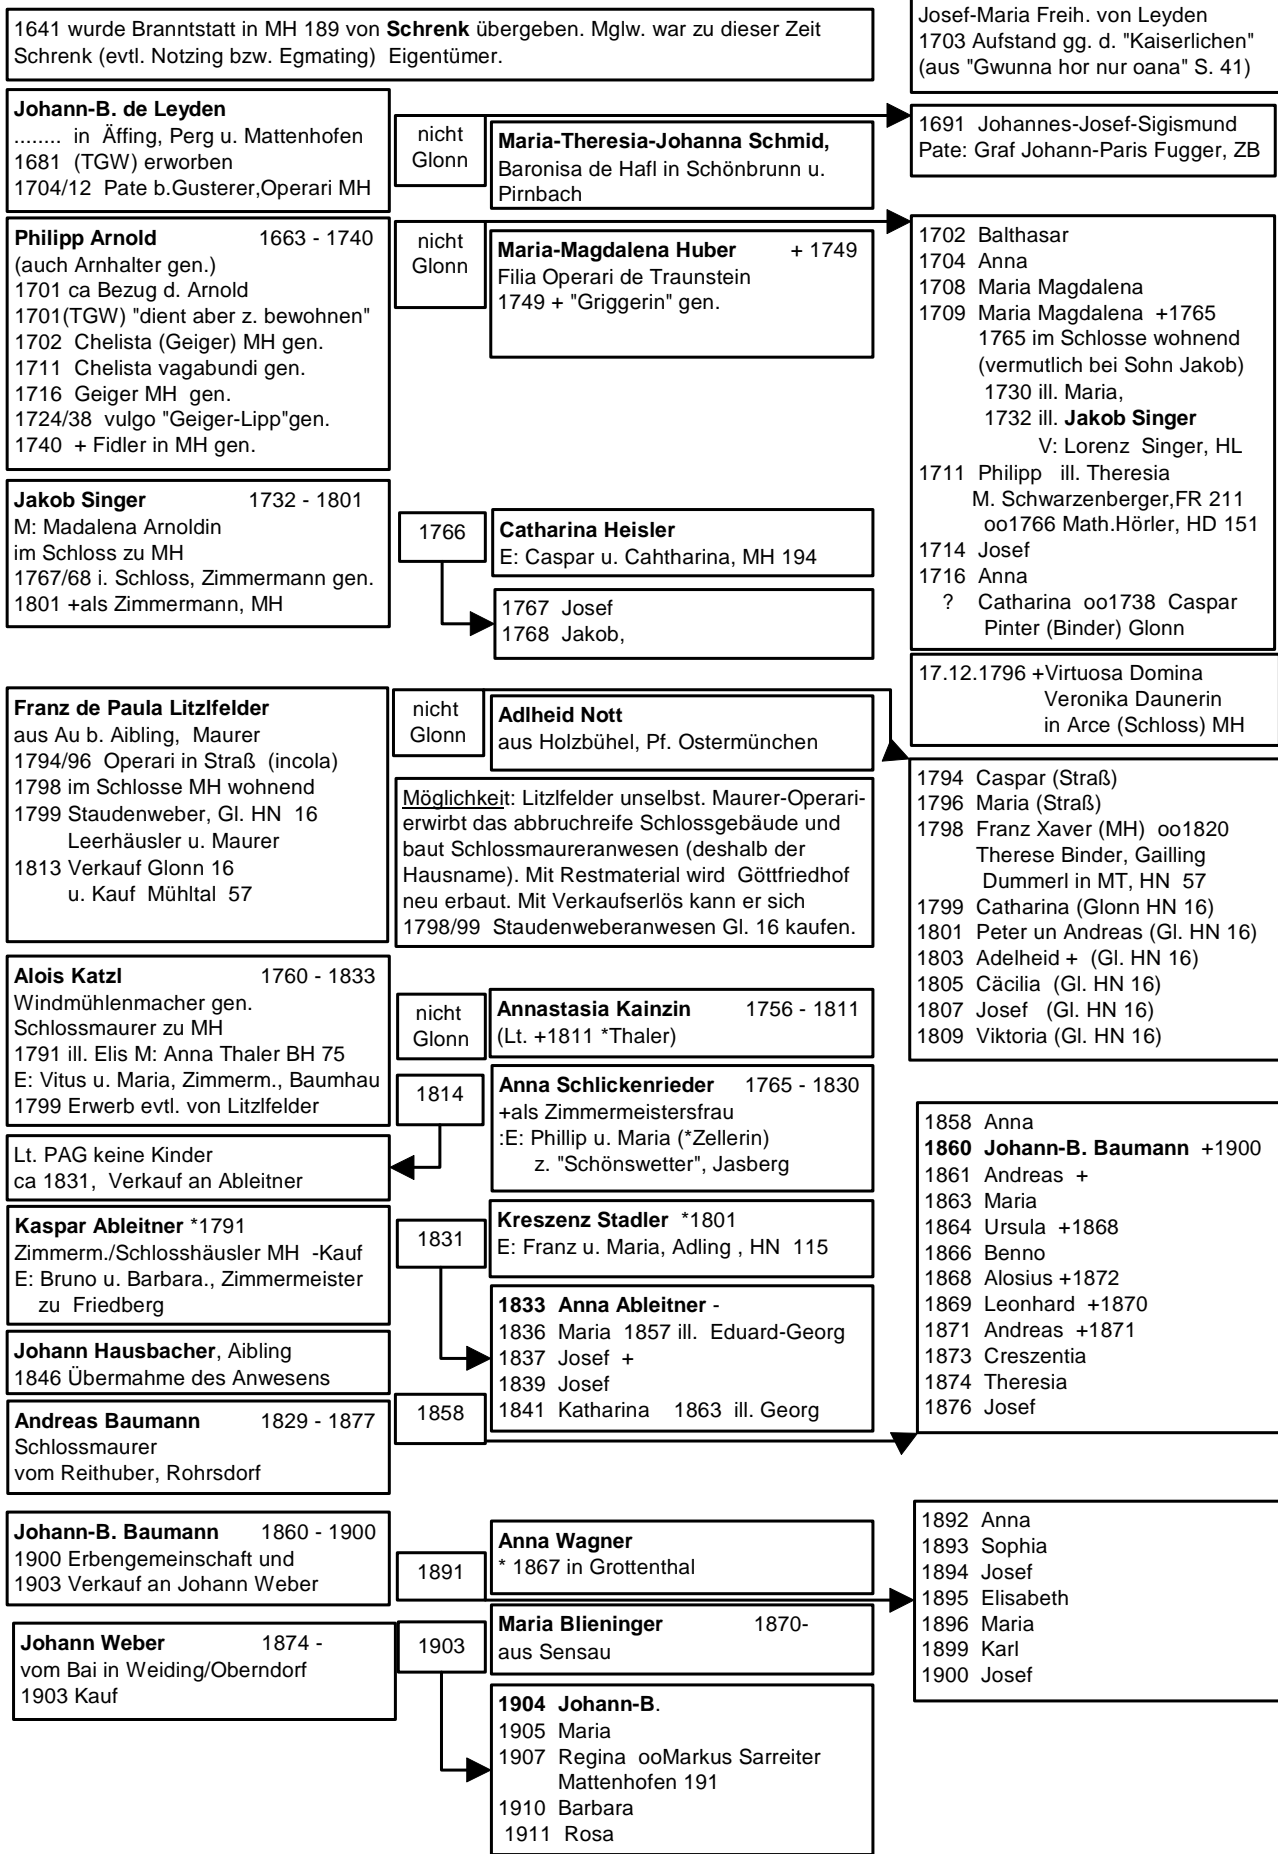 1641 wurde Branntstatt in MH 189 von Schrenk übergeben. Mglw. war zu dieser Zeit
Schrenk (evtl. Notzing bzw. Egmating) Eigentümer.
Josef-Maria Freih. von Leyden
1703 Aufstand gg. d. "Kaiserlichen"
(aus "Gwunna hor nur oana" S. 41)
Johann-B. de Leyden
........ in Äffing, Perg u. Mattenhofen
1681 (TGW) erworben
1704/12 Pate b.Gusterer,Operari MH
nicht
Glonn
Maria-Theresia-Johanna Schmid,
Baronisa de Hafl in Schönbrunn u.
Pirnbach
1691 Johannes-Josef-Sigismund
Pate: Graf Johann-Paris Fugger, ZB
Philipp Arnold 1663 - 1740
(auch Arnhalter gen.)
1701 ca Bezug d. Arnold
1701(TGW) "dient aber z. bewohnen"
1702 Chelista (Geiger) MH gen.
1711 Chelista vagabundi gen.
1716 Geiger MH gen.
1724/38 vulgo "Geiger-Lipp"gen.
1740 + Fidler in MH gen.
nicht
Glonn
Maria-Magdalena Huber + 1749
Filia Operari de Traunstein
1749 + "Griggerin" gen.
1702 Balthasar
1704 Anna
1708 Maria Magdalena
1709 Maria Magdalena +1765
1765 im Schlosse wohnend
(vermutlich bei Sohn Jakob)
1730 ill. Maria,
1732 ill. Jakob Singer
V: Lorenz Singer, HL
1711 Philipp ill. Theresia
M. Schwarzenberger,FR 211
oo1766 Math.Hörler, HD 151
1714 Josef
1716 Anna
? Catharina oo1738 Caspar
Pinter (Binder) Glonn
Jakob Singer 1732 - 1801
M: Madalena Arnoldin
im Schloss zu MH
1767/68 i. Schloss, Zimmermann gen.
1801 +als Zimmermann, MH
1766
Catharina Heisler
E: Caspar u. Cahtharina, MH 194
1767 Josef
1768 Jakob,
17.12.1796 +Virtuosa Domina
Veronika Daunerin
in Arce (Schloss) MH
Franz de Paula Litzlfelder
aus Au b. Aibling, Maurer
1794/96 Operari in Straß (incola)
1798 im Schlosse MH wohnend
1799 Staudenweber, Gl. HN 16
Leerhäusler u. Maurer
1813 Verkauf Glonn 16
u. Kauf Mühltal 57
nicht
Glonn
Adlheid Nott
aus Holzbühel, Pf. Ostermünchen
Möglichkeit: Litzlfelder unselbst. Maurer-Operari-
erwirbt das abbruchreife Schlossgebäude und
baut Schlossmaureranwesen (deshalb der
Hausname). Mit Restmaterial wird Göttfriedhof
neu erbaut. Mit Verkaufserlös kann er sich
1798/99 Staudenweberanwesen Gl. 16 kaufen.
1794 Caspar (Straß)
1796 Maria (Straß)
1798 Franz Xaver (MH) oo1820
Therese Binder, Gailling
Dummerl in MT, HN 57
1799 Catharina (Glonn HN 16)
1801 Peter un Andreas (Gl. HN 16)
1803 Adelheid + (Gl. HN 16)
1805 Cäcilia (Gl. HN 16)
1807 Josef (Gl. HN 16)
1809 Viktoria (Gl. HN 16)
Alois Katzl 1760 - 1833
Windmühlenmacher gen.
Schlossmaurer zu MH
1791 ill. Elis M: Anna Thaler BH 75
E: Vitus u. Maria, Zimmerm., Baumhau
1799 Erwerb evtl. von Litzlfelder
nicht
Glonn
Annastasia Kainzin 1756 - 1811
(Lt. +1811 *Thaler)
1814
Anna Schlickenrieder 1765 - 1830
+als Zimmermeistersfrau
:E: Phillip u. Maria (*Zellerin)
z. "Schönswetter", Jasberg
Lt. PAG keine Kinder
ca 1831, Verkauf an Ableitner
Kaspar Ableitner *1791
Zimmerm./Schlosshäusler MH -Kauf
E: Bruno u. Barbara., Zimmermeister
zu Friedberg
1831
Kreszenz Stadler *1801
E: Franz u. Maria, Adling , HN 115
1833 Anna Ableitner -
1836 Maria 1857 ill. Eduard-Georg
1837 Josef +
1839 Josef
1841 Katharina 1863 ill. Georg
Johann Hausbacher, Aibling
1846 Übermahme des Anwesens
Andreas Baumann 1829 - 1877
Schlossmaurer
vom Reithuber, Rohrsdorf
1858
1858 Anna
1860 Johann-B. Baumann +1900
1861 Andreas +
1863 Maria
1864 Ursula +1868
1866 Benno
1868 Alosius +1872
1869 Leonhard +1870
1871 Andreas +1871
1873 Creszentia
1874 Theresia
1876 Josef
Johann-B. Baumann 1860 - 1900
1900 Erbengemeinschaft und
1903 Verkauf an Johann Weber
1891
Anna Wagner
* 1867 in Grottenthal
1892 Anna
1893 Sophia
1894 Josef
1895 Elisabeth
1896 Maria
1899 Karl
1900 Josef
Johann Weber 1874 -
vom Bai in Weiding/Oberndorf
1903 Kauf
1903
Maria Blieninger 1870-
aus Sensau
1904 Johann-B.
1905 Maria
1907 Regina ooMarkus Sarreiter
Mattenhofen 191
1910 Barbara
1911 Rosa